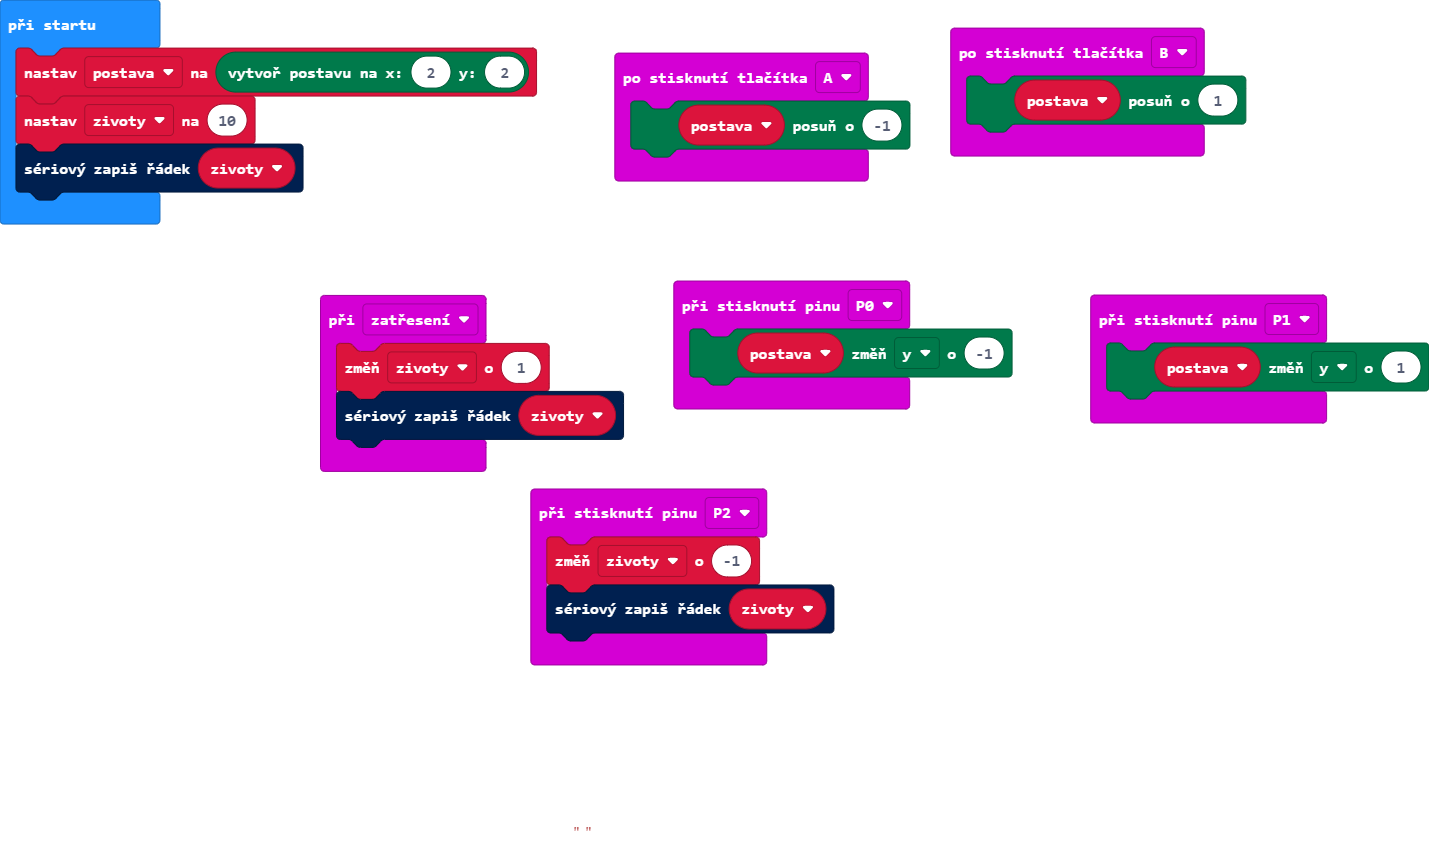 při startu
nastav postava na vytvoř postavu na x: 2 y: 2
nastav zivoty na 10
sériový zapiš řádek zivoty
po stisknutí tlačítka A
postava posuň o -1
po stisknutí tlačítka B
postava posuň o 1
při zatřesení
změň zivoty o 1
sériový zapiš řádek zivoty
při stisknutí pinu P0
postava změň y o -1
při stisknutí pinu P1
postava změň y o 1
při stisknutí pinu P2
změň zivoty o -1
sériový zapiš řádek zivoty
" "